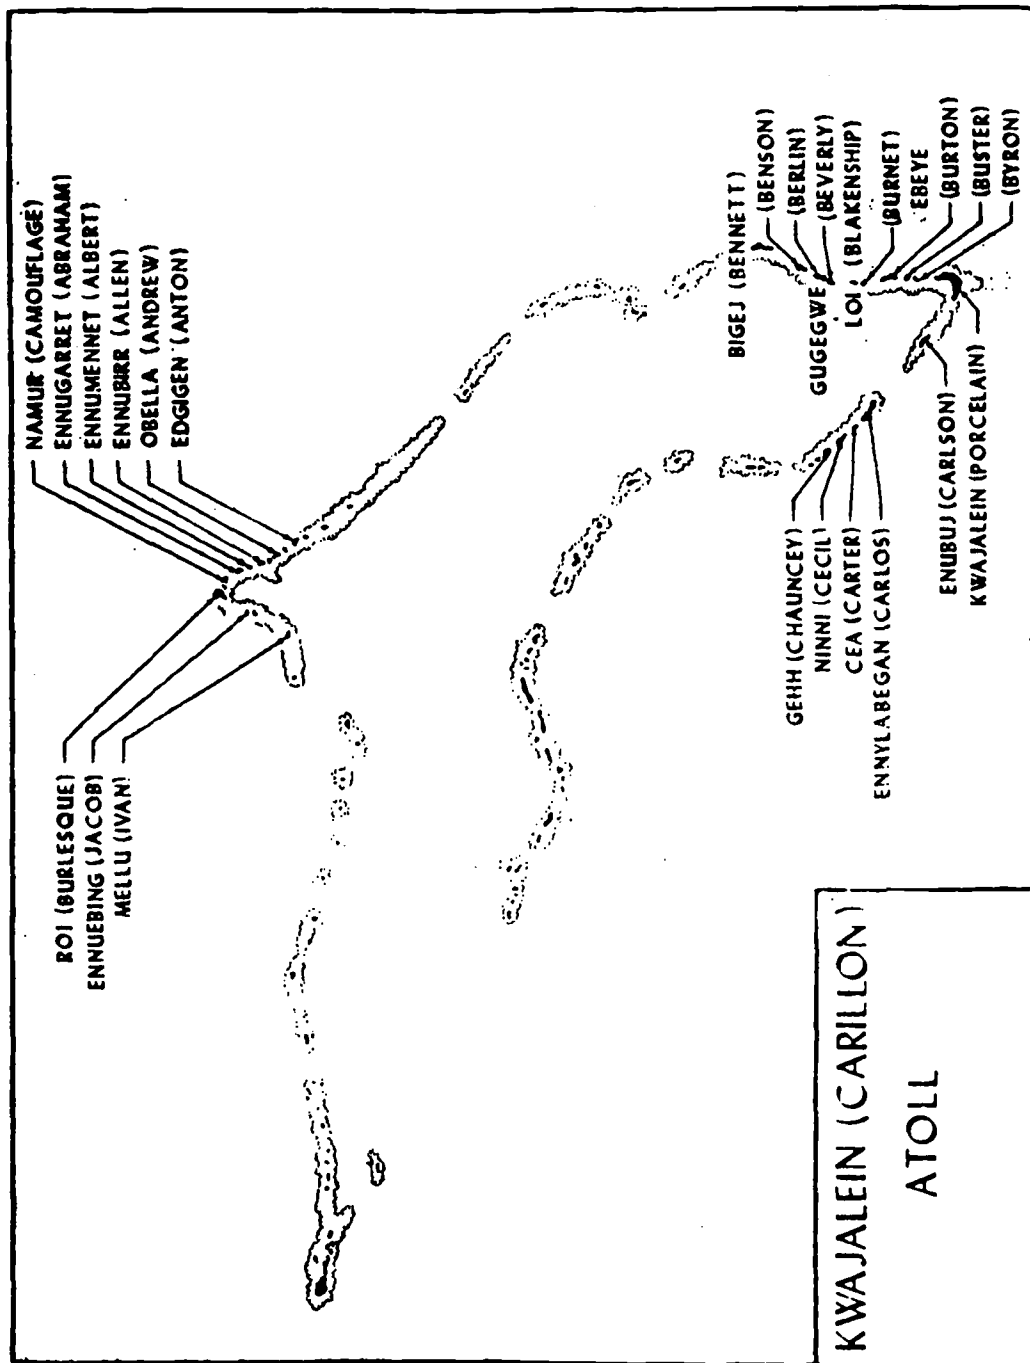 NAMUR (CAMOUFLAGE)
ENNUGARRET (ABRAHAM)
ENNUMENNET (ALBERT)
ENNUBIRR (ALLEN)
OBELLA (ANDREW)
EDGIGEN (ANTON)
ROI (BURLESQUE)
ENNUEBING (JACOB)
MELLU (IVAN)
BIGEJ (BENNETT)
(BENSON)
(BERLIN)
GUGEGWE (BEVERLY)
LOI (BLAKENSHIP)
(BURNET)
EBEYE
(BURTON)
(BUSTER)
(BYRON)
GEHH (CHAUNCEY)
NINNI (CECIL)
CEA (CARTER)
ENNYLABEGAN (CARLOS)
ENUBUJ (CARLSON)
KWAJALEIN (PORCELAIN)
KWAJALEIN (CARILLON)
ATOLL